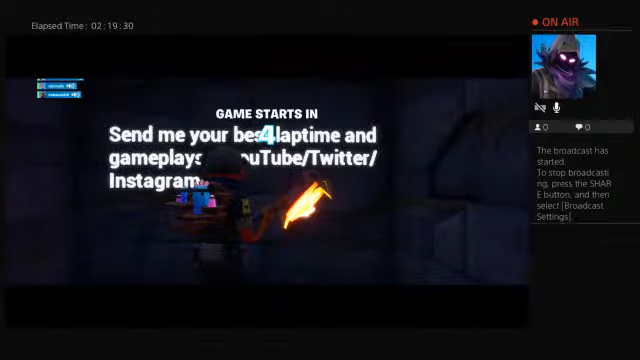 Elapsed Time: 02:19:30
ON AIR
GAME STARTS IN
4
Send me your best laptime and
gameplays YouTube/Twitter/
Instagram
0 0
The broadcast has
started.
To stop broadcasti
ng, press the SHAR
E button, and then
select [Broadcast
Settings].